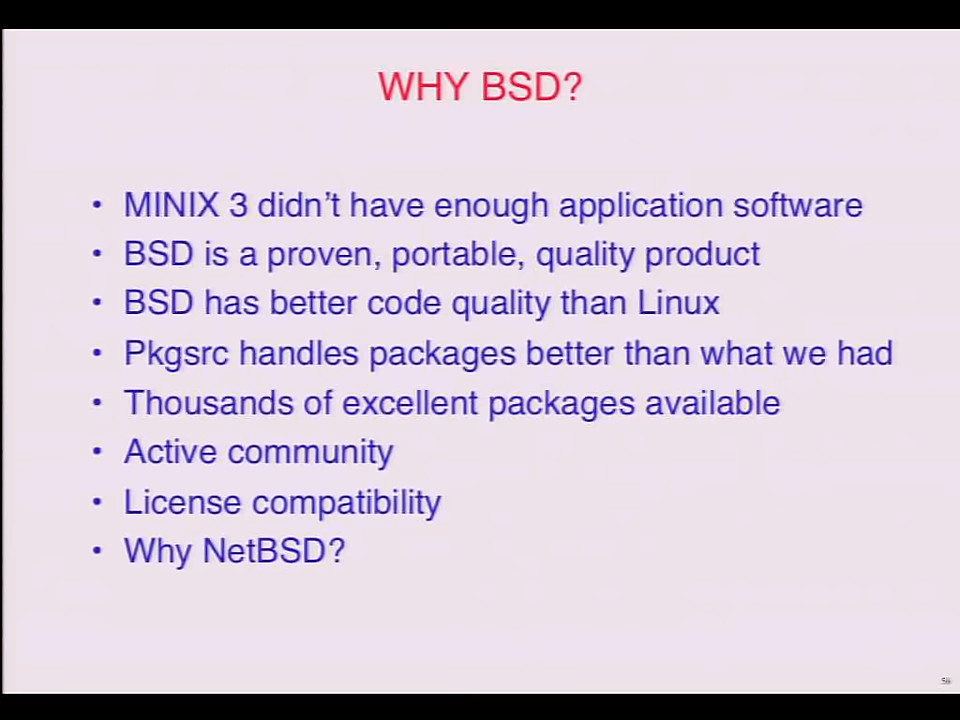 WHY BSD?
• MINIX 3 didn't have enough application software
• BSD is a proven, portable, quality product
• BSD has better code quality than Linux
• Pkgsrc handles packages better than what we had
• Thousands of excellent packages available
• Active community
• License compatibility
• Why NetBSD?